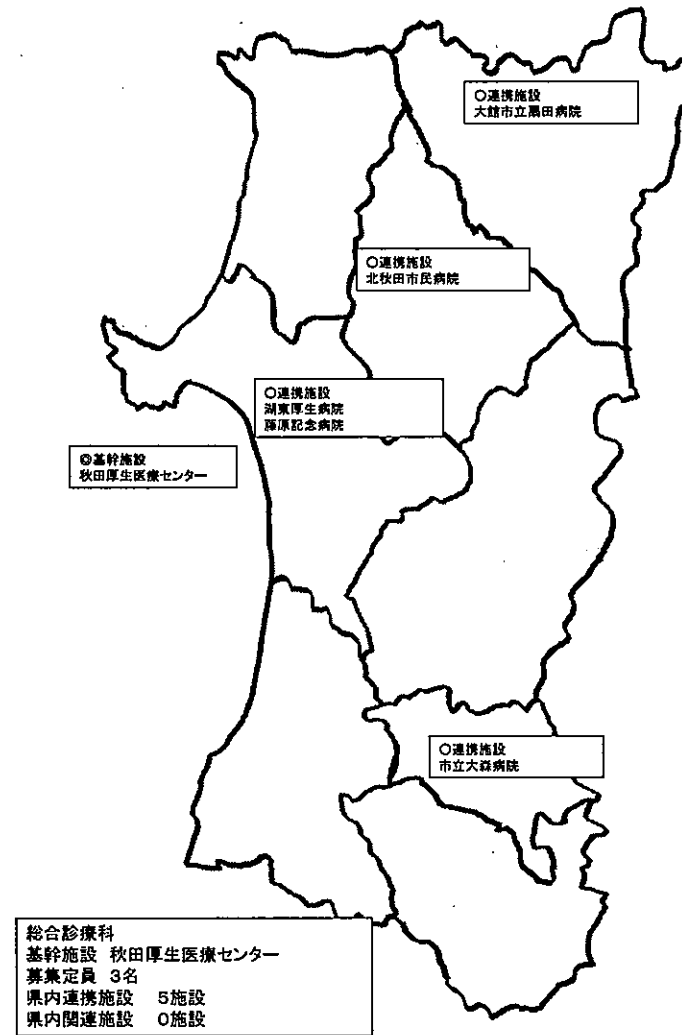 ○連携施設
大館市立扇田病院
○連携施設
北秋田市民病院
○連携施設
湖東厚生病院
藤原記念病院
◎基幹施設
秋田厚生医療センター
○連携施設
市立大森病院
総合診療科
基幹施設 秋田厚生医療センター
募集定員 3名
県内連携施設 5施設
県内関連施設 0施設